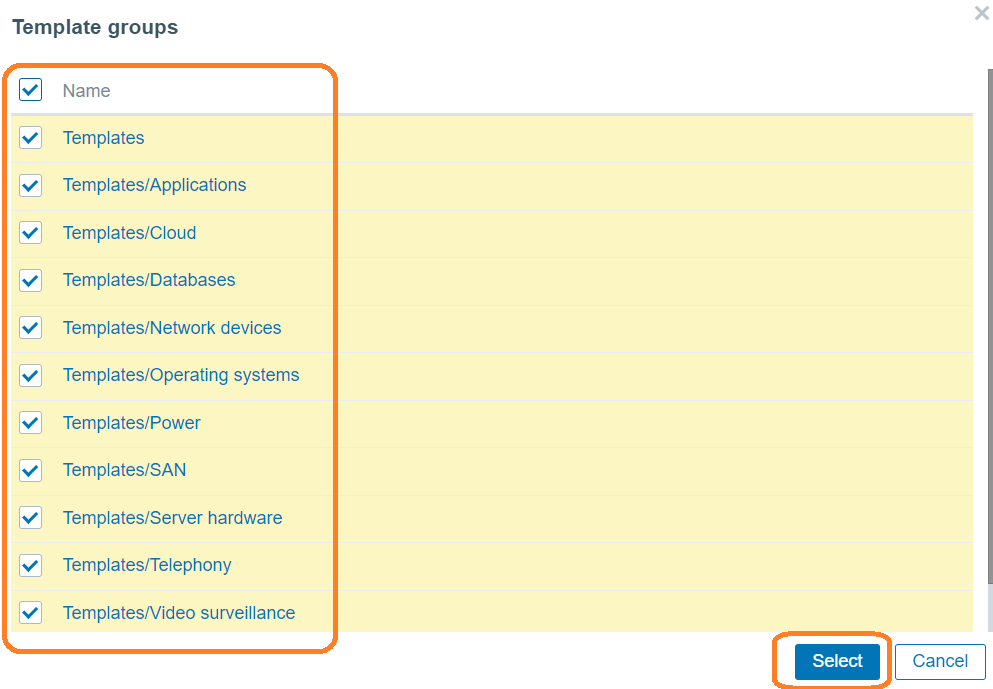 Template groups
Name
Templates
Templates/Applications
Templates/Cloud
Templates/Databases
Templates/Network devices
Templates/Operating systems
Templates/Power
Templates/SAN
Templates/Server hardware
Templates/Telephony
Templates/Video surveillance
Select Cancel